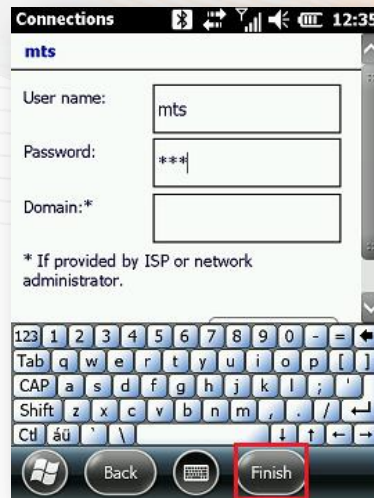 Connections 12:35
mts
User name: mts
Password: ***
Domain:*
* If provided by ISP or network
administrator.
123 1 2 3 4 5 6 7 8 9 0 - =
Tab q w e r t y u i o p [ ]
CAP a s d f g h j k l ; '
Shift z x c v b n m , . /
Ctl áü ` \
Back Finish